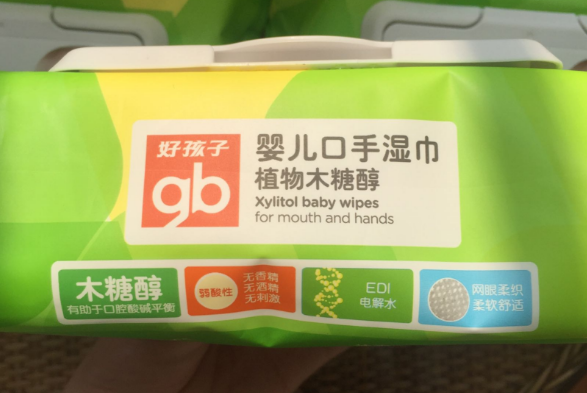 好孩子
gb
婴儿口手湿巾
植物木糖醇
Xylitol baby wipes
for mouth and hands
木糖醇
有助于口腔酸碱平衡
弱酸性
无香精
无酒精
无刺激
EDI
电解水
网眼柔织
柔软舒适